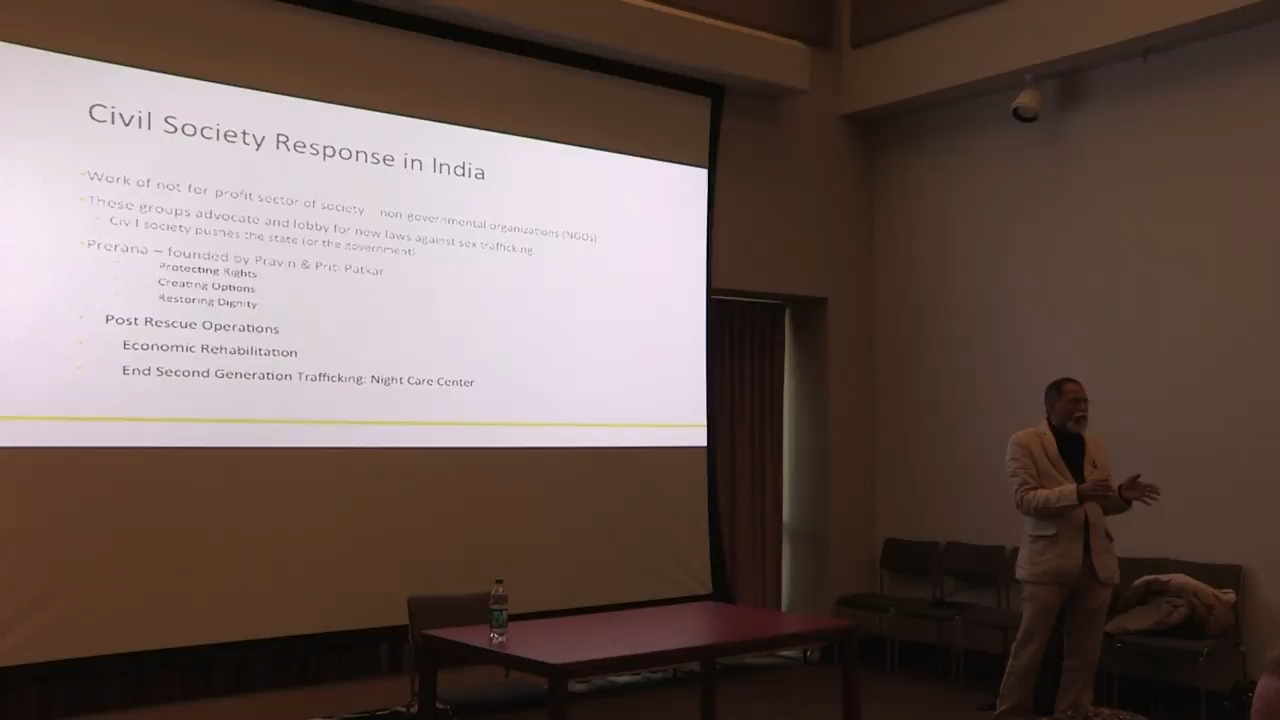 Civil Society Response in India
Work of not for profit sector of society non governmental organizations (NGOs)
These groups advocate and lobby for new laws against sex trafficking
Civil society pushes the state (or the government)
Prerana – founded by Pravin & Priti Patkar
Protecting Rights
Creating Options
Restoring Dignity
Post Rescue Operations
Economic Rehabilitation
End Second Generation Trafficking: Night Care Center